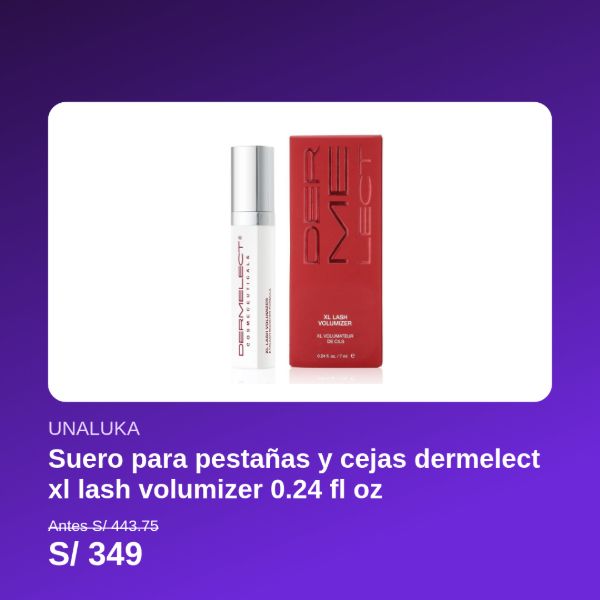 DERMELECT®
COSMECEUTICALS
XL LASH VOLUMIZER
DER
ME
LECT
XL LASH
VOLUMIZER
XL VOLUMATEUR
DE CILS
0.24 fl oz. / 7 ml e
UNALUKA
Suero para pestañas y cejas dermelect
xl lash volumizer 0.24 fl oz
Antes S/ 443.75
S/ 349